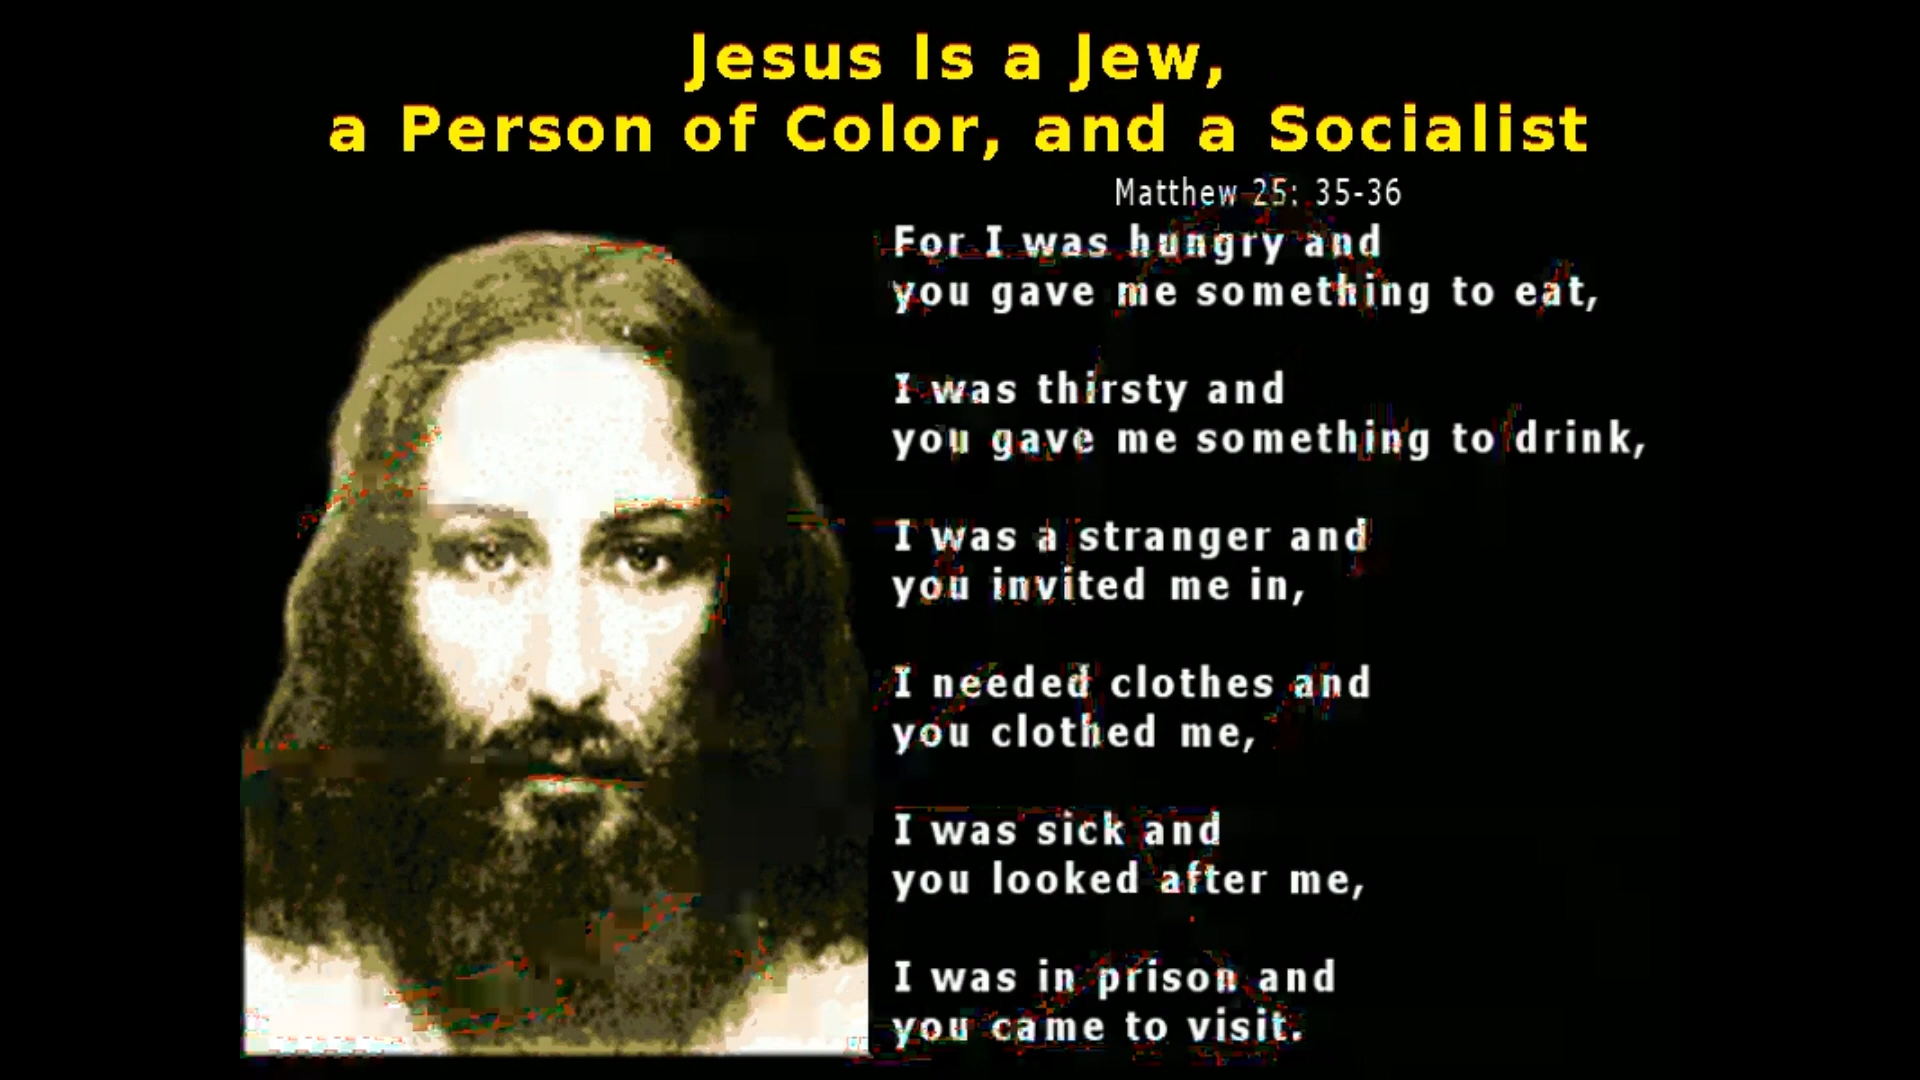 Jesus Is a Jew,
a Person of Color, and a Socialist
Matthew 25: 35-36
For I was hungry and
you gave me something to eat,
I was thirsty and
you gave me something to drink,
I was a stranger and
you invited me in,
I needed clothes and
you clothed me,
I was sick and
you looked after me,
I was in prison and
you came to visit.